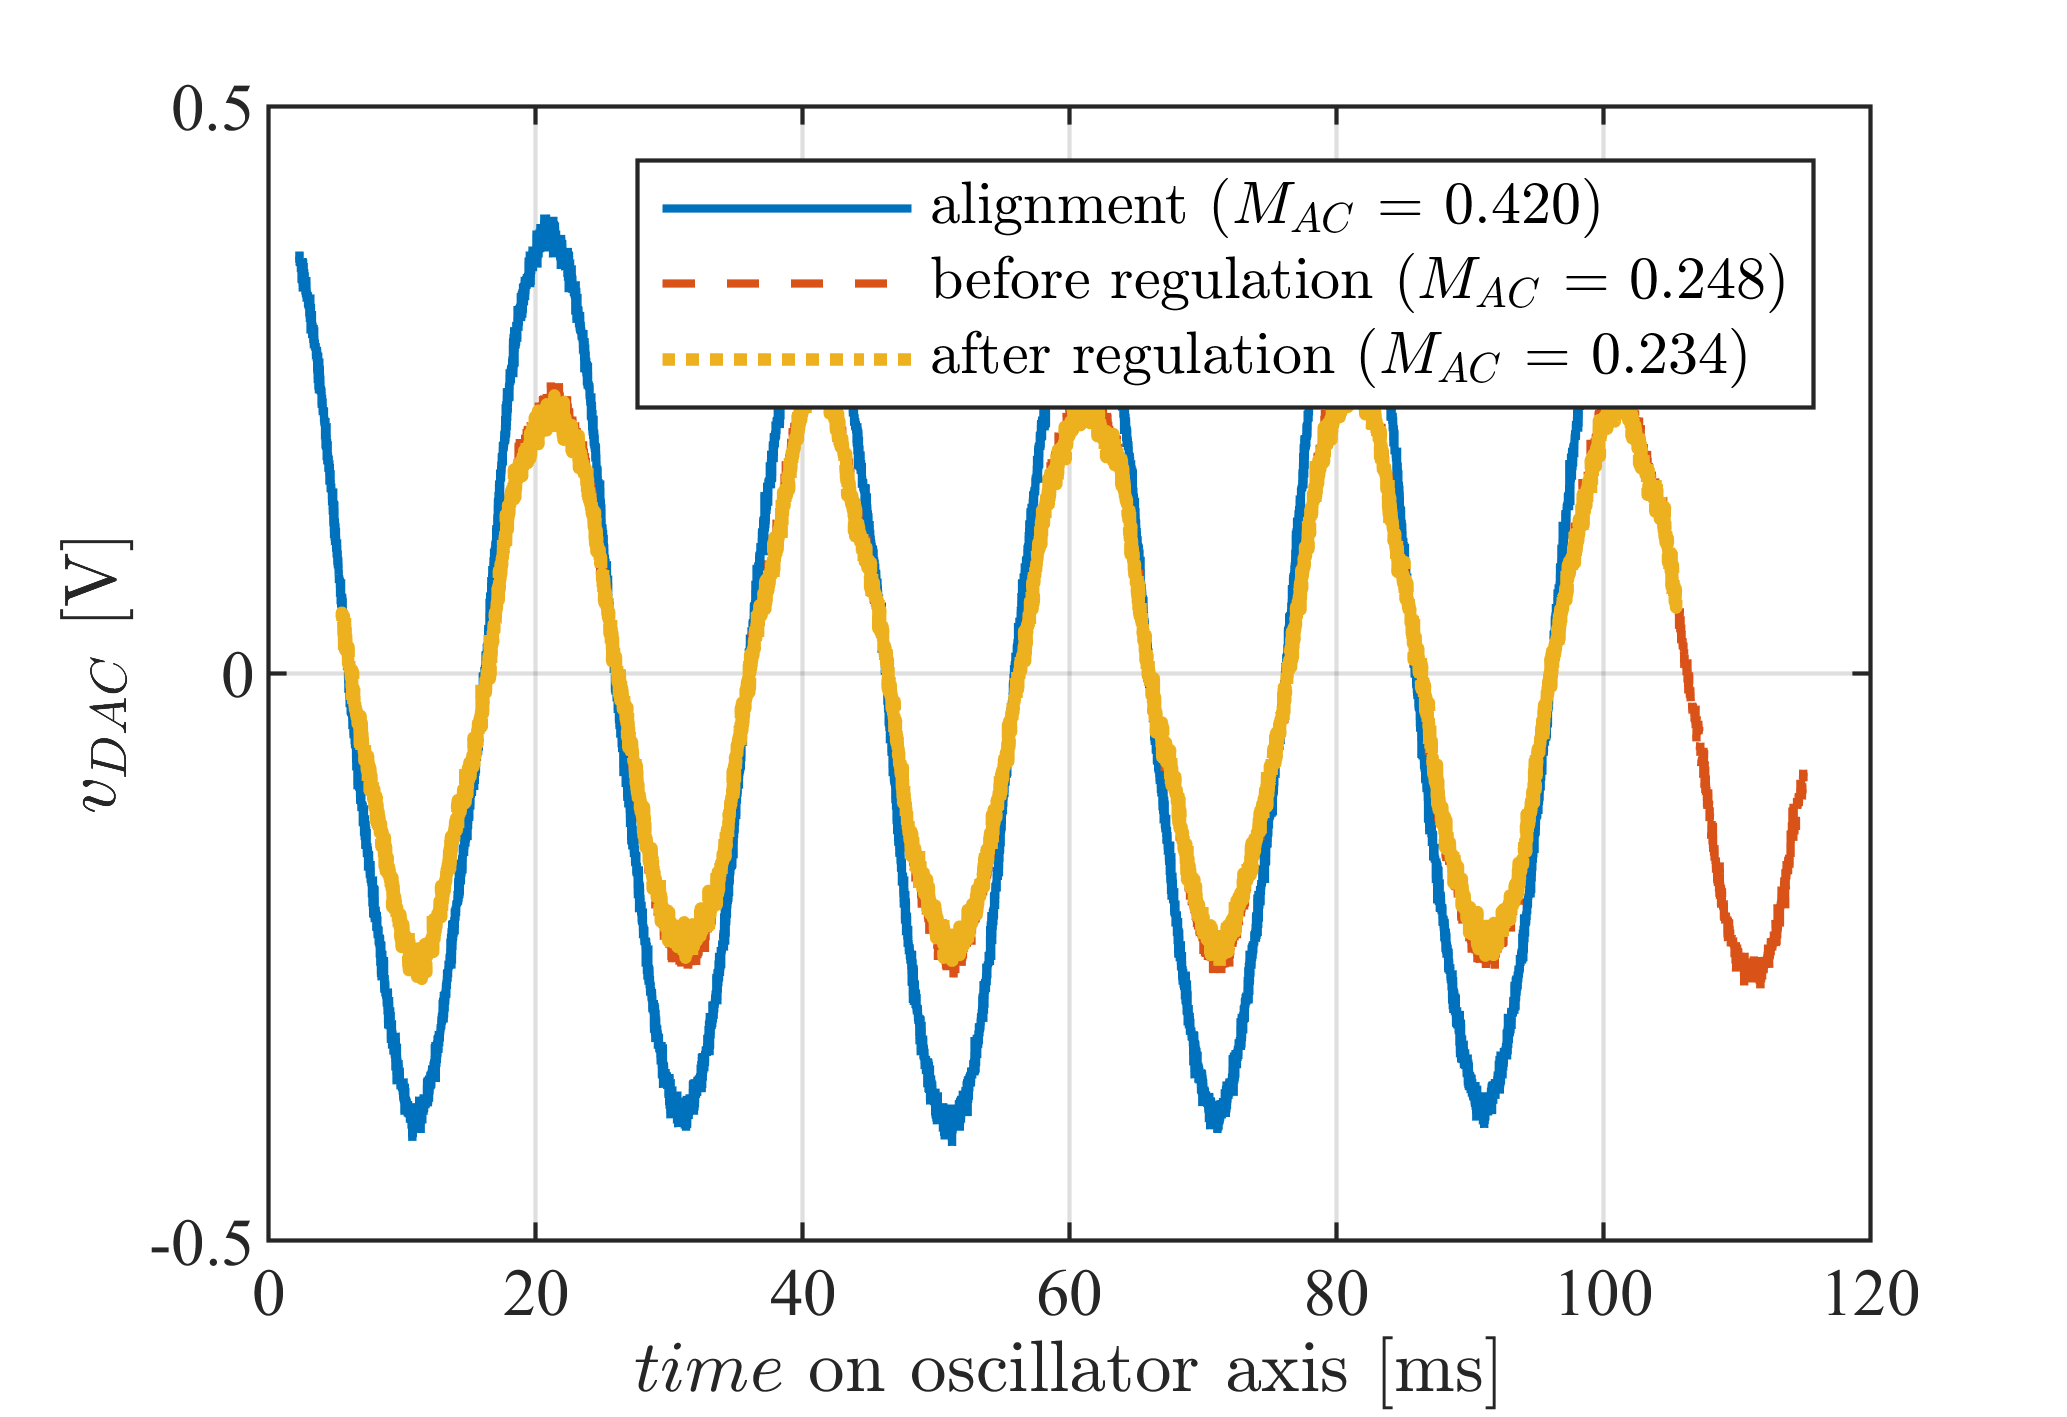 0.5
alignment (M_AC = 0.420)
before regulation (M_AC = 0.248)
after regulation (M_AC = 0.234)
v_DAC [V]
0
-0.5
0 20 40 60 80 100 120
time on oscillator axis [ms]